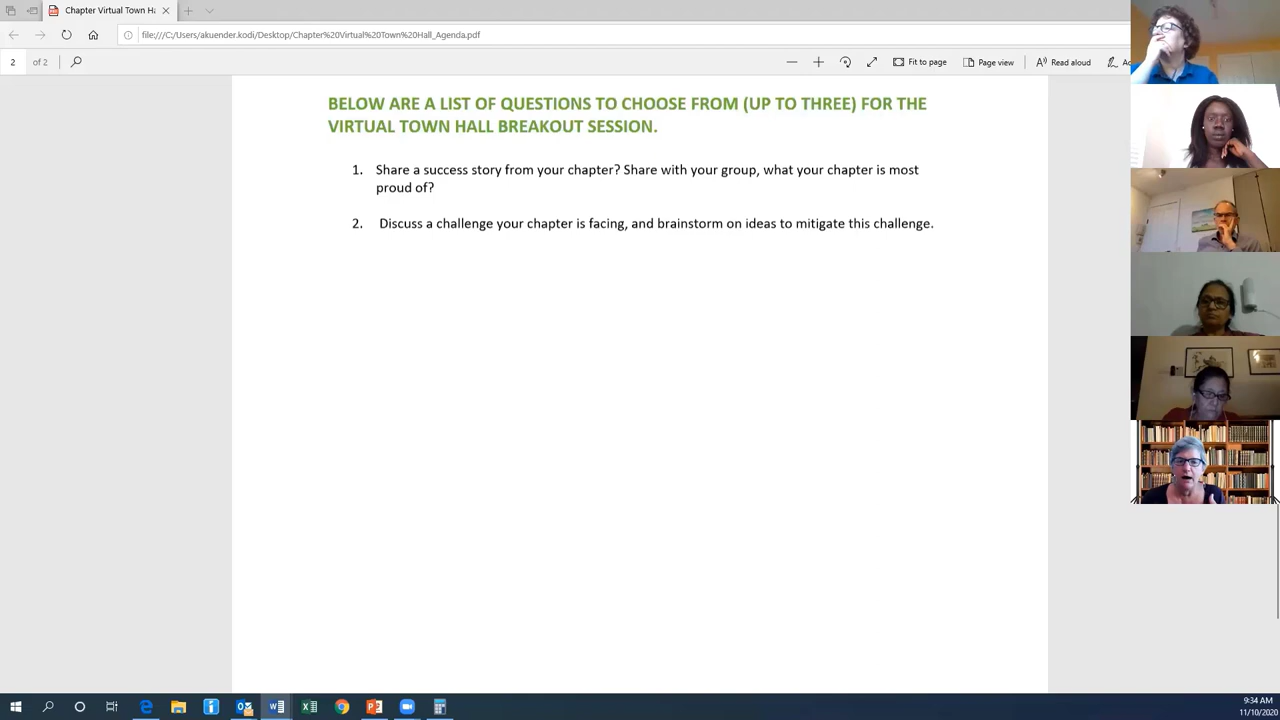 Chapter Virtual Town H
file:///C:/Users/akuender.kodi/Desktop/Chapter%20Virtual%20Town%20Hall_Agenda.pdf
2 of 2 Fit to page Page view Read aloud
BELOW ARE A LIST OF QUESTIONS TO CHOOSE FROM (UP TO THREE) FOR THE
VIRTUAL TOWN HALL BREAKOUT SESSION.
1. Share a success story from your chapter? Share with your group, what your chapter is most
proud of?
2. Discuss a challenge your chapter is facing, and brainstorm on ideas to mitigate this challenge.
9:34 AM
11/10/2020